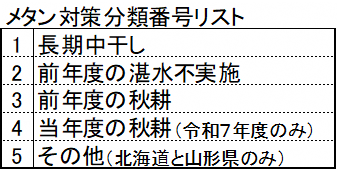 メタン対策分類番号リスト
1 長期中干し
2 前年度の湛水不実施
3 前年度の秋耕
4 当年度の秋耕(令和7年度のみ)
5 その他(北海道と山形県のみ)